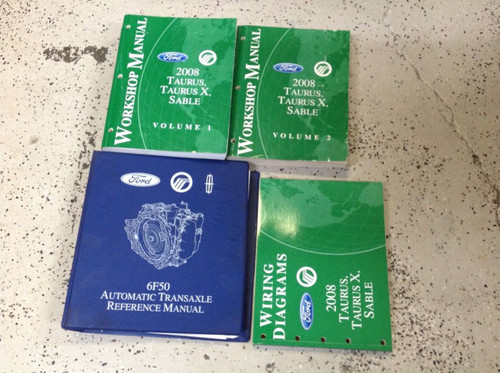 WORKSHOP MANUAL
Ford
2008
TAURUS,
TAURUS X,
SABLE
VOLUME 1
WORKSHOP MANUAL
Ford
2008
TAURUS,
TAURUS X,
SABLE
VOLUME 2
Ford
6F50
AUTOMATIC TRANSAXLE
REFERENCE MANUAL
WIRING
DIAGRAMS
Ford
2008
TAURUS,
TAURUS X,
SABLE